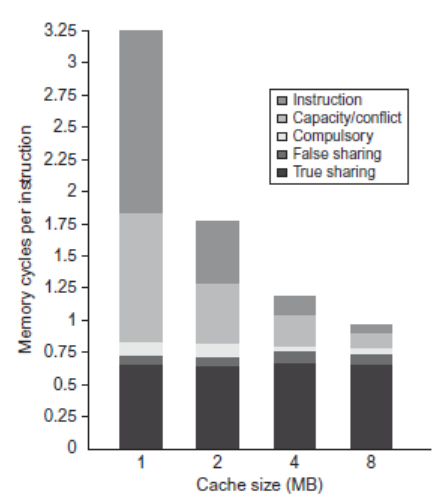 3.25
3
2.75
2.5
2.25
2
1.75
1.5
1.25
1
0.75
0.5
0.25
0
Memory cycles per instruction
Instruction
Capacity/conflict
Compulsory
False sharing
True sharing
1 2 4 8
Cache size (MB)